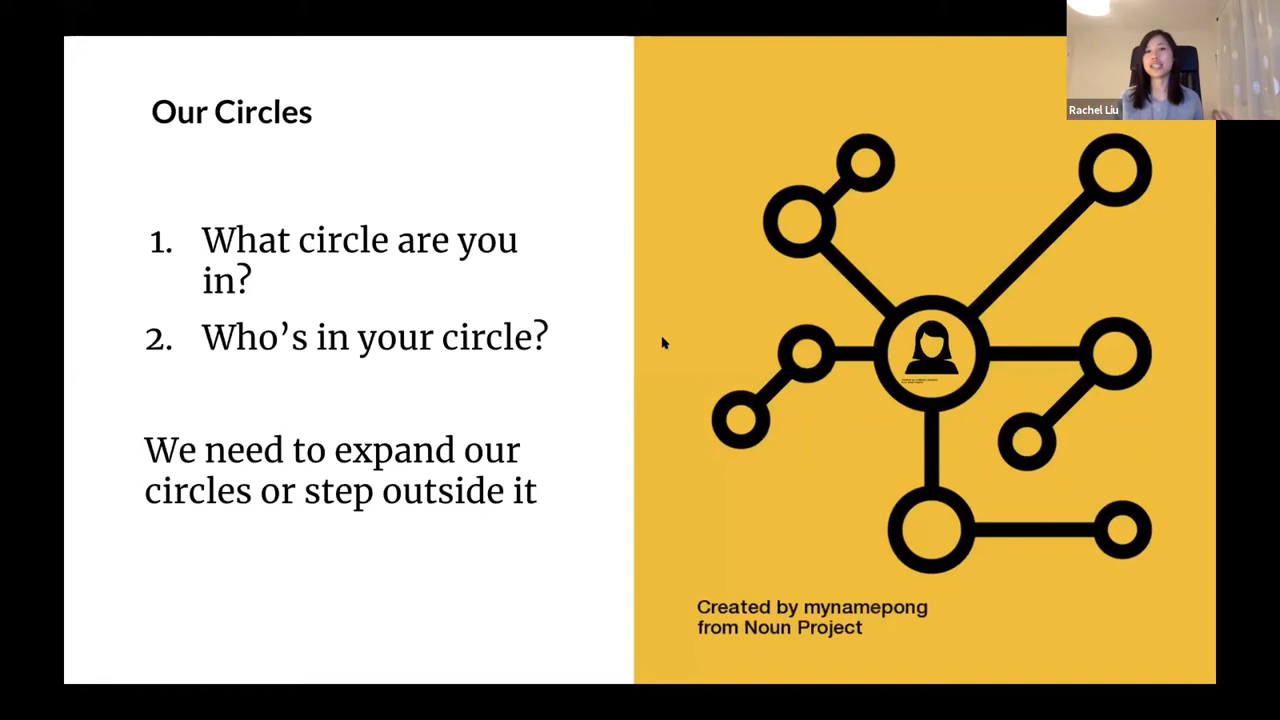 Our Circles
1. What circle are you
in?
2. Who's in your circle?
We need to expand our
circles or step outside it
Rachel Liu
Created by mynamepong
from Noun Project